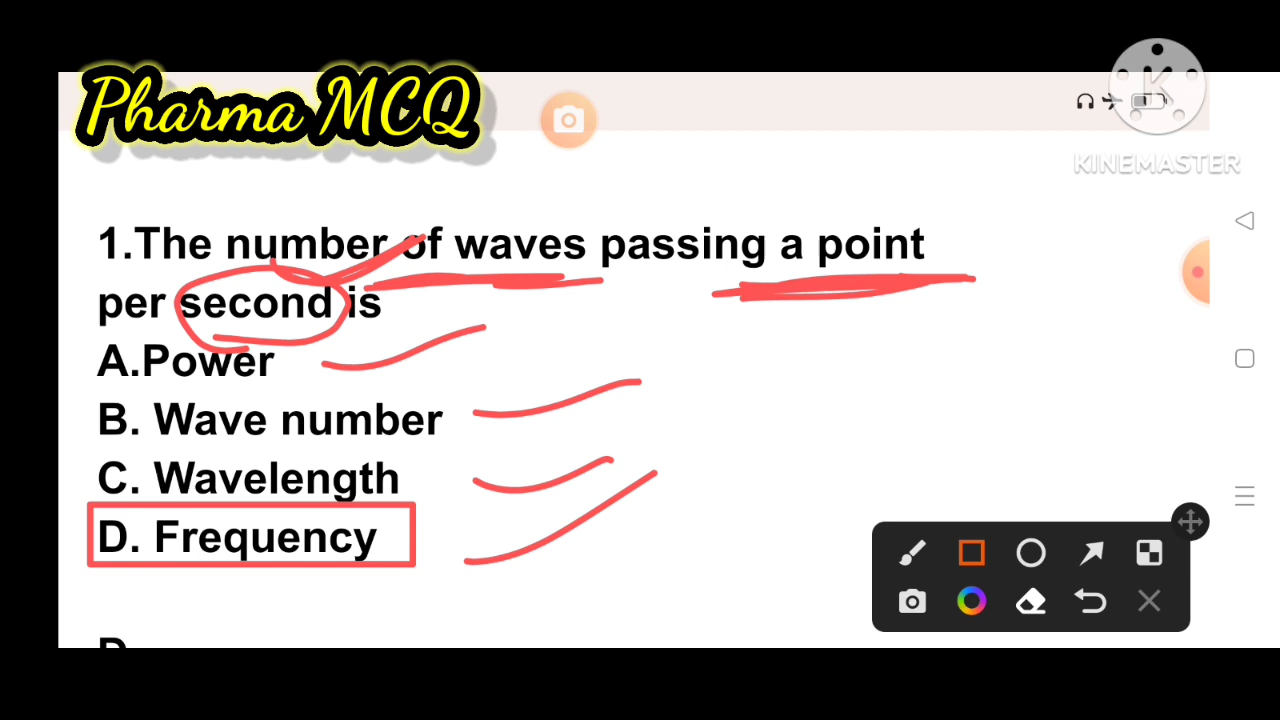 Pharma MCQ
KINEMASTER
1.The number of waves passing a point
per second is
A.Power
B. Wave number
C. Wavelength
D. Frequency